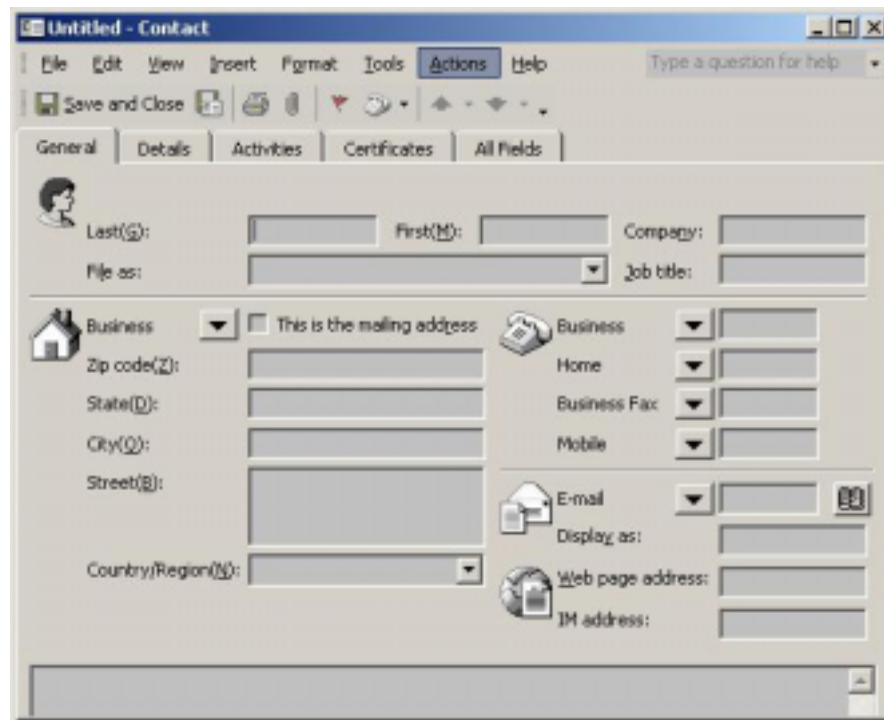 Untitled - Contact
File Edit View Insert Format Tools Actions Help Type a question for help
Save and Close
General Details Activities Certificates All Fields
Last(G): First(M): Company:
File as: Job title:
Business This is the mailing address Business
Zip code(Z): Home
State(D): Business Fax
City(O): Mobile
Street(B): E-mail
Display as:
Country/Region(N): Web page address:
IM address: